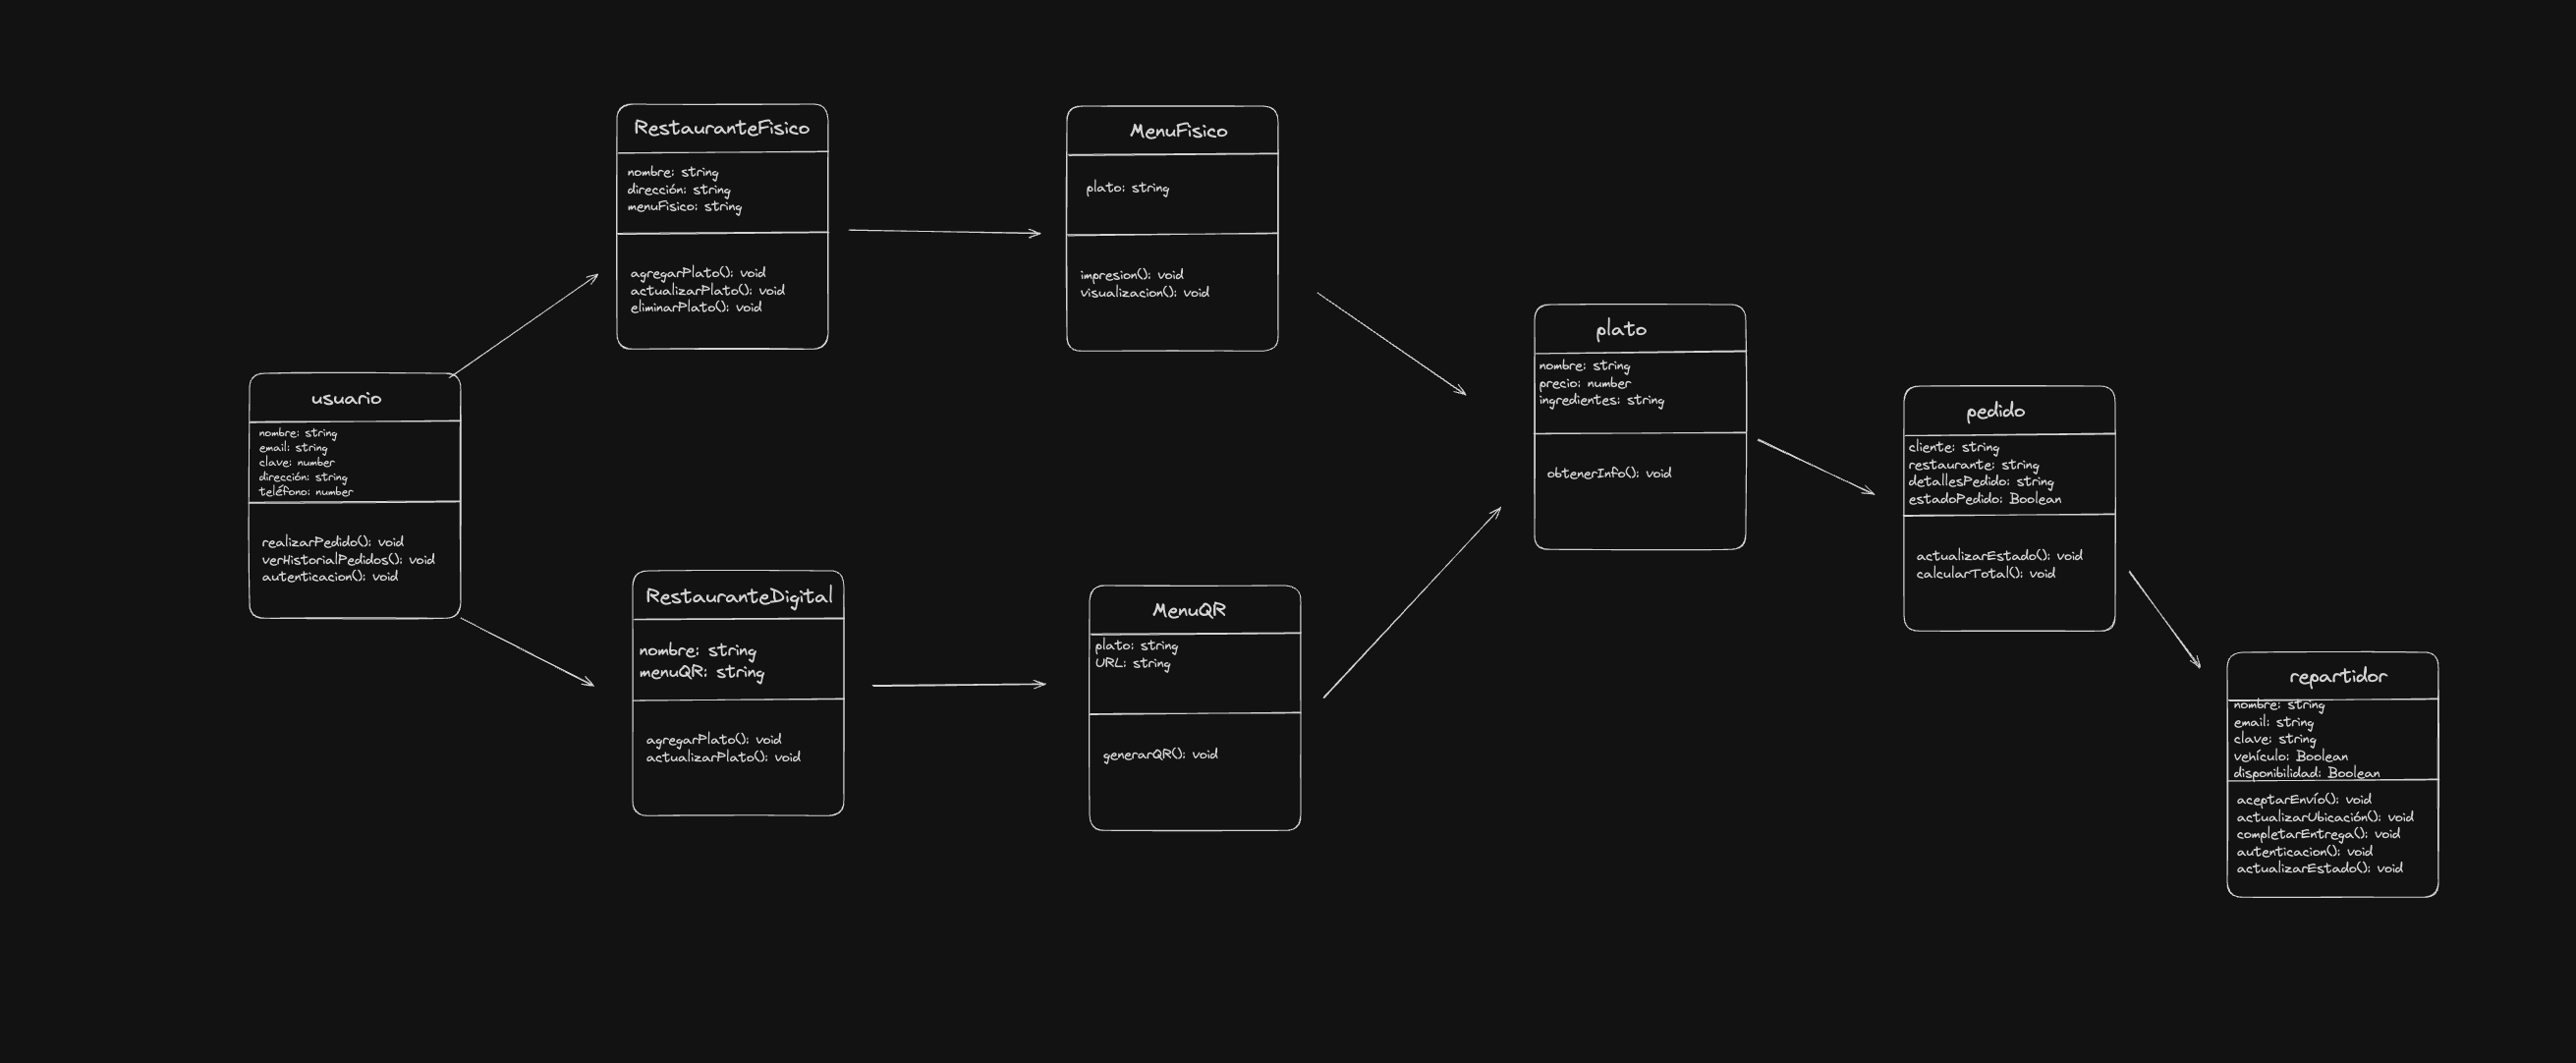 RestauranteFisico
nombre: string
dirección: string
menuFisico: string
agregarPlato(): void
actualizarPlato(): void
eliminarPlato(): void
MenuFisico
plato: string
impresion(): void
visualizacion(): void
usuario
nombre: string
email: string
clave: number
dirección: string
teléfono: number
realizarPedido(): void
verHistorialPedidos(): void
autenticacion(): void
RestauranteDigital
nombre: string
menuQR: string
agregarPlato(): void
actualizarPlato(): void
MenuQR
plato: string
URL: string
generarQR(): void
plato
nombre: string
precio: number
ingredientes: string
obtenerInfo(): void
pedido
cliente: string
restaurante: string
detallesPedido: string
estadoPedido: Boolean
actualizarEstado(): void
calcularTotal(): void
repartidor
nombre: string
email: string
clave: string
vehículo: Boolean
disponibilidad: Boolean
aceptarEnvío(): void
actualizarUbicación(): void
completarEntrega(): void
autenticacion(): void
actualizarEstado(): void